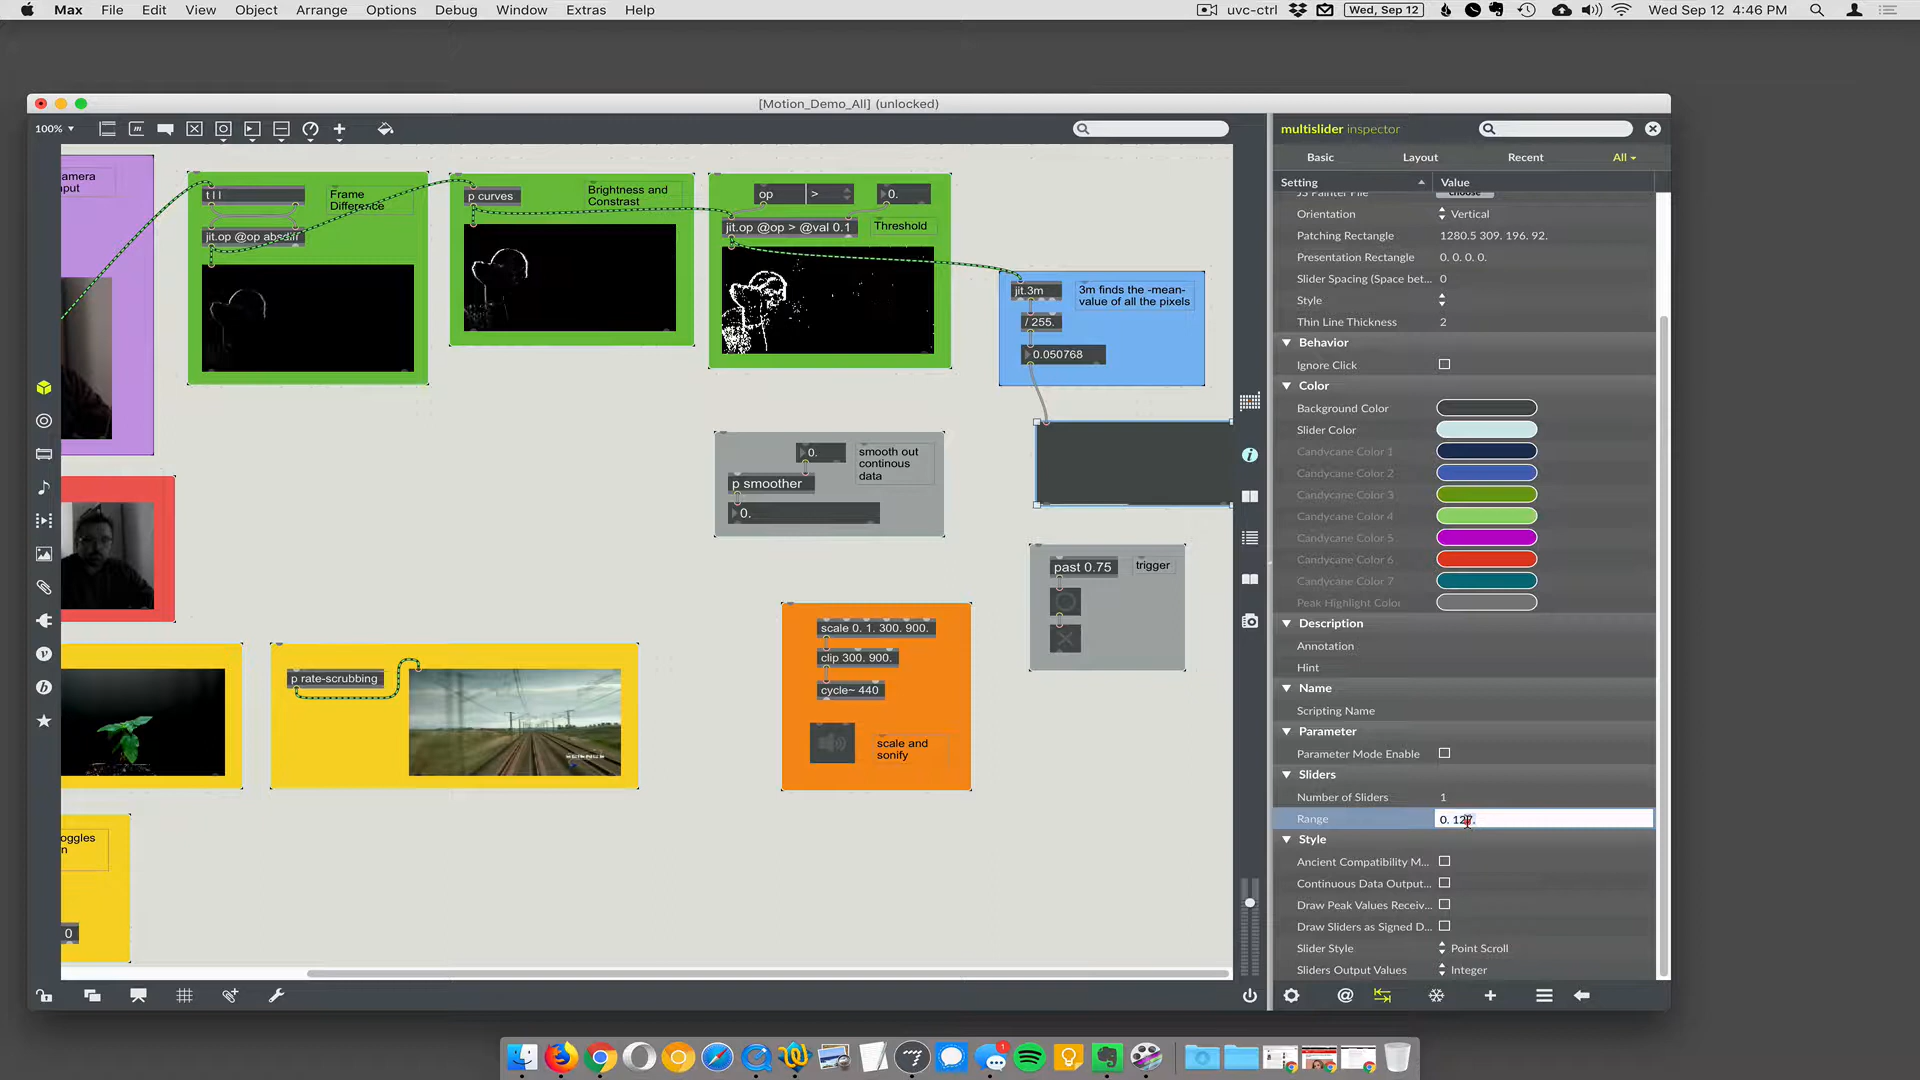 Max File Edit View Object Arrange Options Debug Window Extras Help
uvc-ctrl Wed, Sep 12 Wed Sep 12 4:46 PM
[Motion_Demo_All] (unlocked)
100%
multislider inspector
Basic Layout Recent All
Setting Value
Orientation Vertical
Patching Rectangle 1280.5 309. 196. 92.
Presentation Rectangle 0. 0. 0. 0.
Slider Spacing (Space bet... 0
Style
Thin Line Thickness 2
Behavior
Ignore Click
Color
Background Color
Slider Color
Candycane Color 1
Candycane Color 2
Candycane Color 3
Candycane Color 4
Candycane Color 5
Candycane Color 6
Candycane Color 7
Peak Highlight Color
Description
Annotation
Hint
Name
Scripting Name
Parameter
Parameter Mode Enable
Sliders
Number of Sliders 1
Range 0. 127.
Style
Ancient Compatibility M...
Continuous Data Output...
Draw Peak Values Receiv...
Draw Sliders as Signed D...
Slider Style Point Scroll
Sliders Output Values Integer
amera
nput
t l l
Frame
Difference
jit.op @op absdiff
p curves
Brightness and
Constrast
op >
0.
jit.op @op > @val 0.1
Threshold
jit.3m
3m finds the -mean-
value of all the pixels
/ 255.
0.050768
0.
smooth out
continous
data
p smoother
0.
past 0.75
trigger
scale 0. 1. 300. 900.
clip 300. 900.
cycle~ 440
scale and
sonify
p rate-scrubbing
oggles
n
0
1